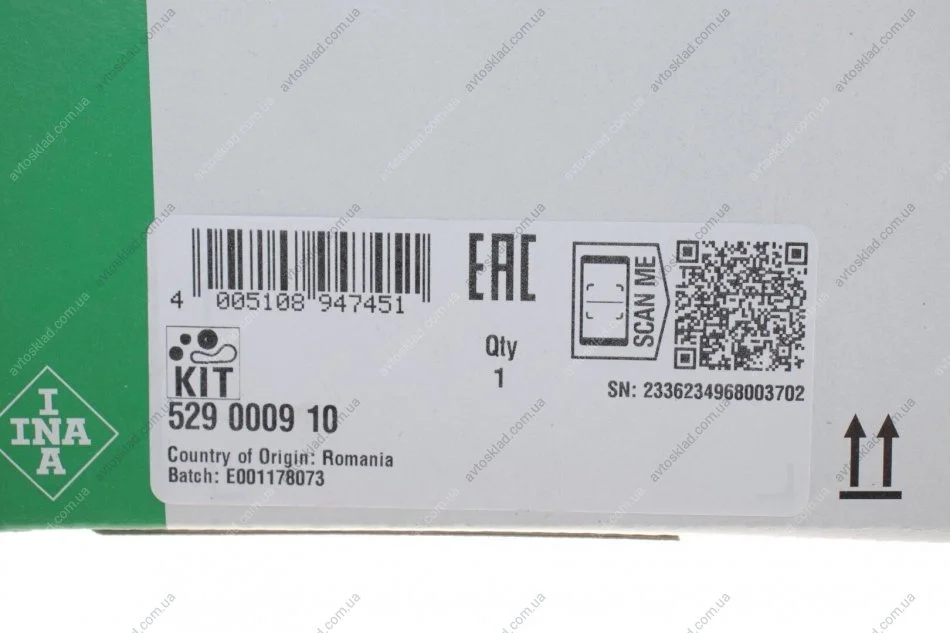 4 005108 947451
EAC
SCAN ME
KIT
Qty
1
529 0009 10
SN: 2336234968003702
Country of Origin: Romania
Batch: E001178073
INA
INA
avtosklad.com.ua